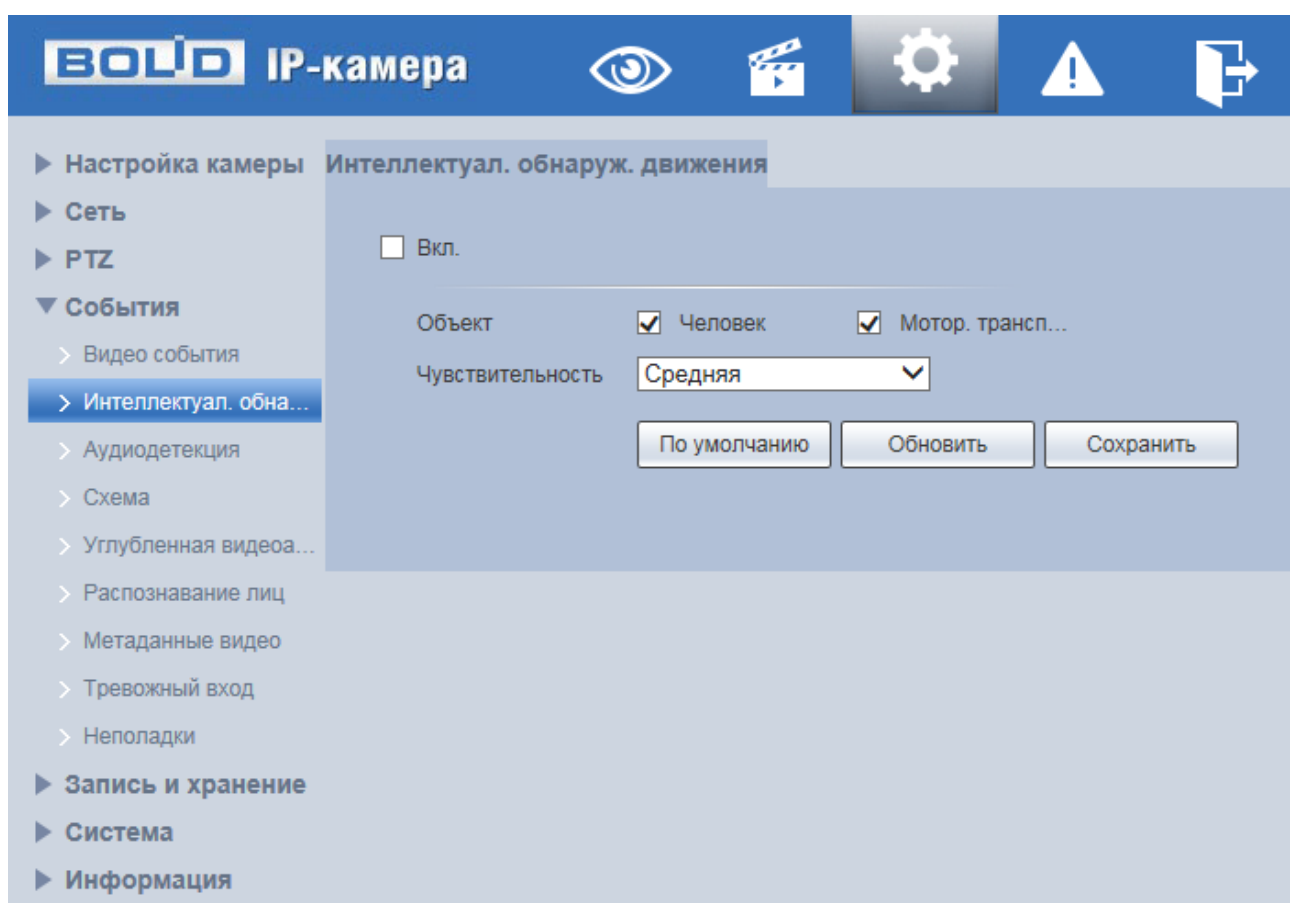 BOLID IP-камера
Настройка камеры
Сеть
PTZ
События
Видео события
Интеллектуал. обна...
Аудиодетекция
Схема
Углубленная видеоа...
Распознавание лиц
Метаданные видео
Тревожный вход
Неполадки
Запись и хранение
Система
Информация
Интеллектуал. обнаруж. движения
Вкл.
Объект Человек Мотор. трансп...
Чувствительность Средняя
По умолчанию Обновить Сохранить